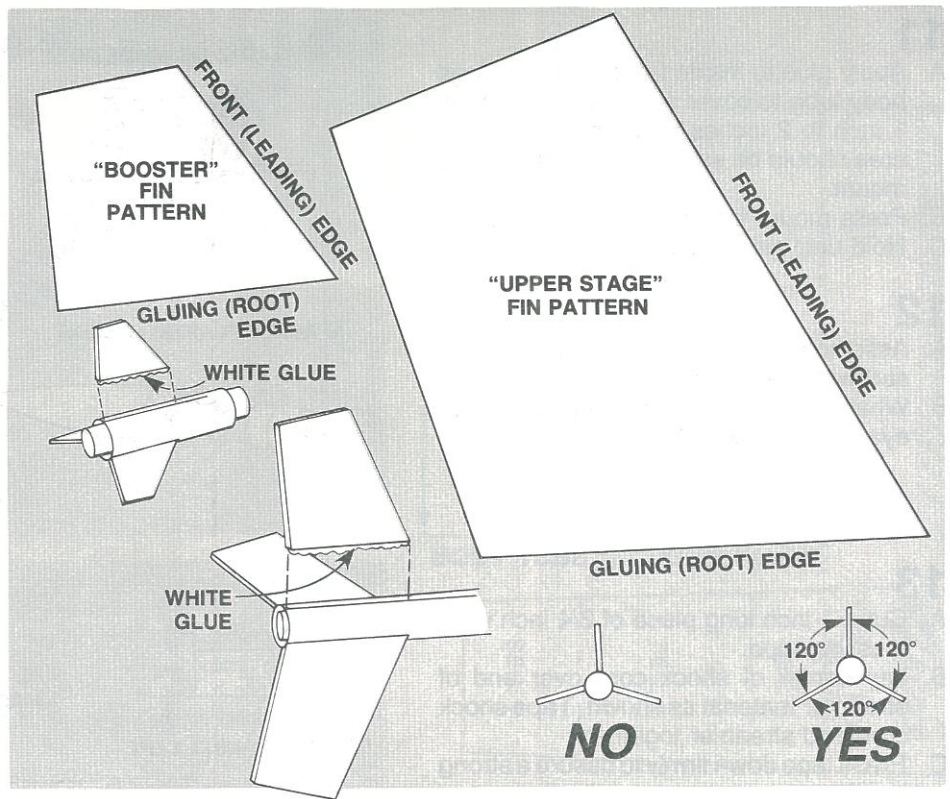 "BOOSTER"
FIN
PATTERN
FRONT (LEADING) EDGE
GLUING (ROOT)
EDGE
WHITE GLUE
"UPPER STAGE"
FIN PATTERN
FRONT (LEADING) EDGE
GLUING (ROOT) EDGE
WHITE
GLUE
NO
120° 120°
120°
YES